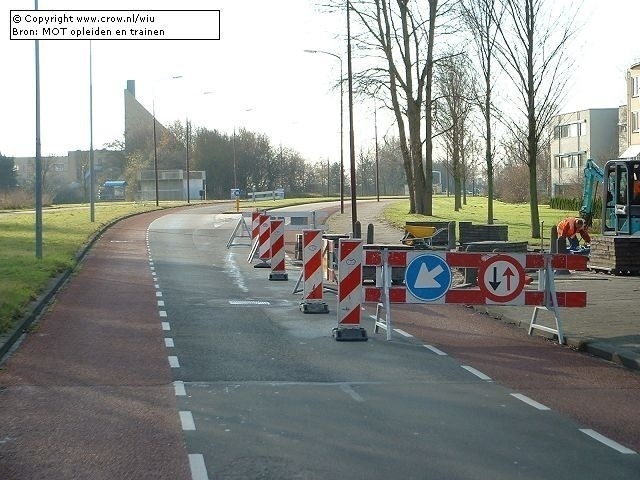 © Copyright www.crow.nl/wiu
Bron: MOT opleiden en trainen